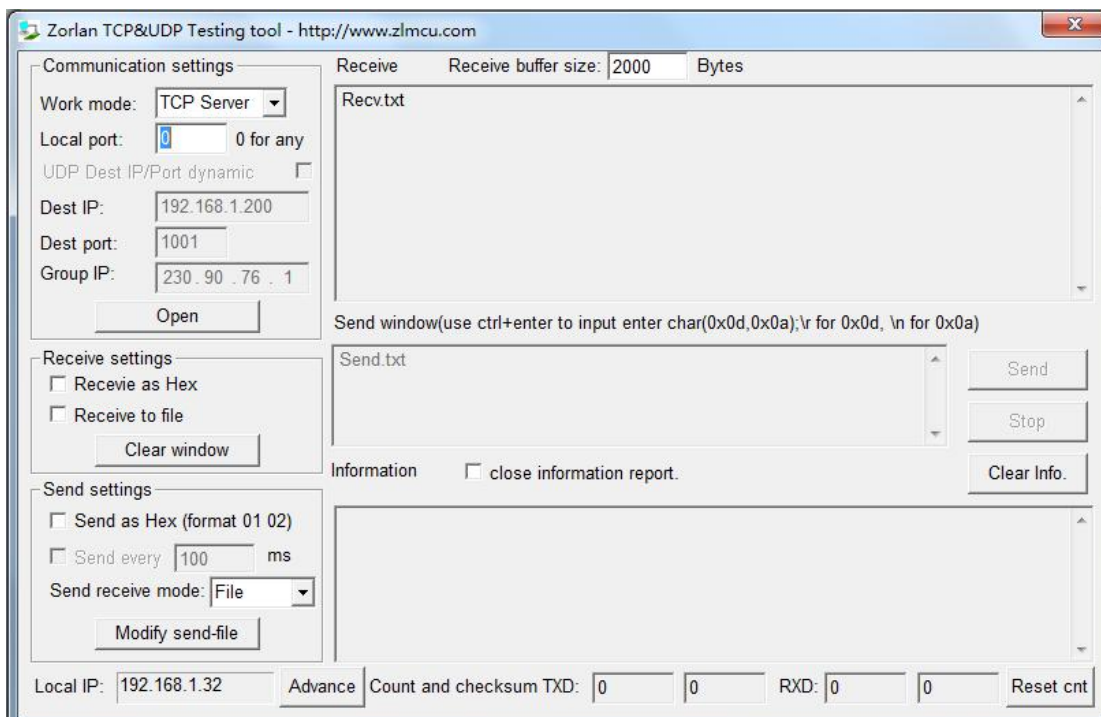 Zorlan TCP&UDP Testing tool - http://www.zlmcu.com
Communication settings
Work mode: TCP Server
Local port: 0 0 for any
UDP Dest IP/Port dynamic
Dest IP: 192.168.1.200
Dest port: 1001
Group IP: 230 . 90 . 76 . 1
Open
Receive settings
Recevie as Hex
Receive to file
Clear window
Send settings
Send as Hex (format 01 02)
Send every 100 ms
Send receive mode: File
Modify send-file
Receive Receive buffer size: 2000 Bytes
Recv.txt
Send window(use ctrl+enter to input enter char(0x0d,0x0a);\r for 0x0d, \n for 0x0a)
Send.txt
Send
Stop
Information close information report.
Clear Info.
Local IP: 192.168.1.32 Advance Count and checksum TXD: 0 0 RXD: 0 0 Reset cnt